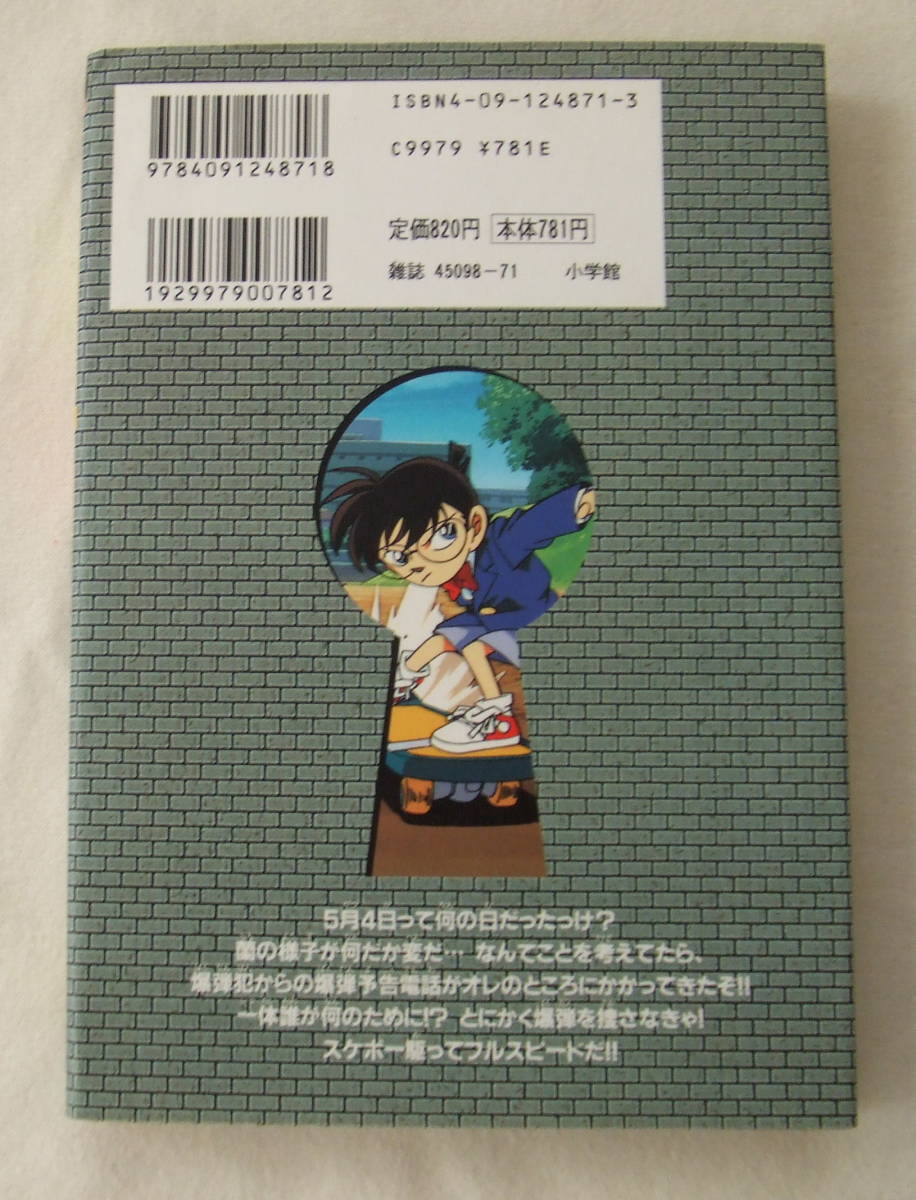 ISBN4-09-124871-3
C9979 ¥781E
9784091248718
定価820円 本体781円
雑誌 45098-71 小学館
1929979007812
5月4日って何の日だったっけ?
蘭の様子が何だか変だ… なんてことを考えてたら、
爆弾犯からの爆弾予告電話がオレのところにかかってきたぞ!!
一体誰が何のために!? とにかく爆弾を捜さなきゃ!
スケボー駆ってフルスピードだ!!